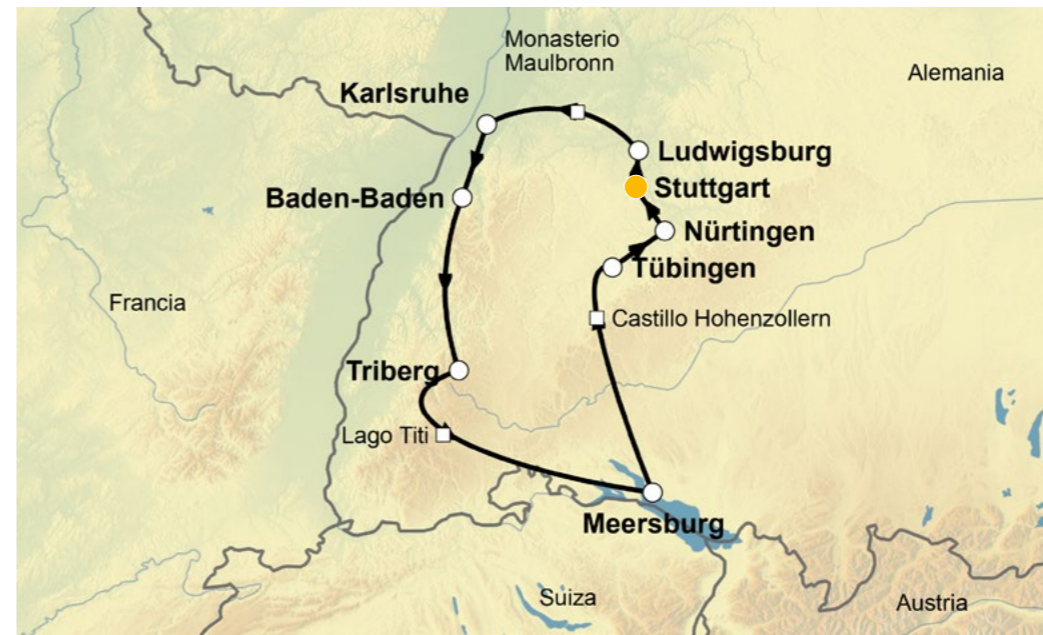 Monasterio
Maulbronn
Alemania
Karlsruhe
Ludwigsburg
Stuttgart
Baden-Baden
Nürtingen
Tübingen
Francia
Castillo Hohenzollern
Triberg
Lago Titi
Meersburg
Suiza
Austria